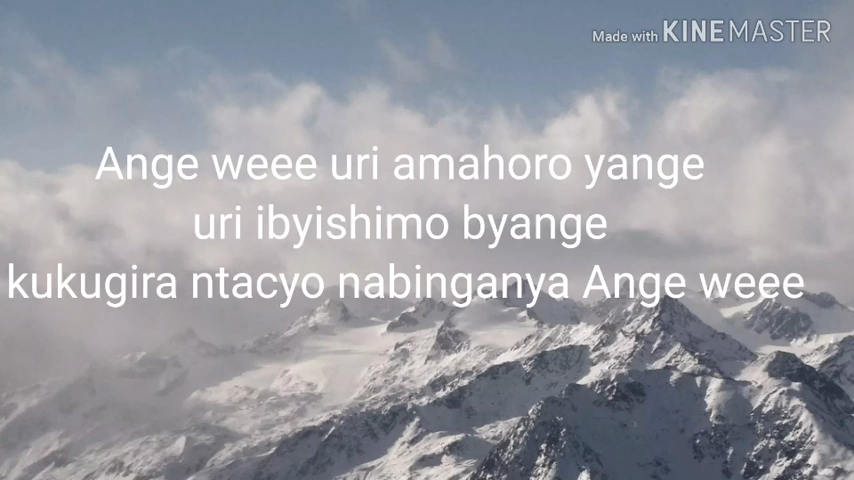 Made with KINEMASTER
Ange weee uri amahoro yange
uri ibyishimo byange
kukugira ntacyo nabinganya Ange weee